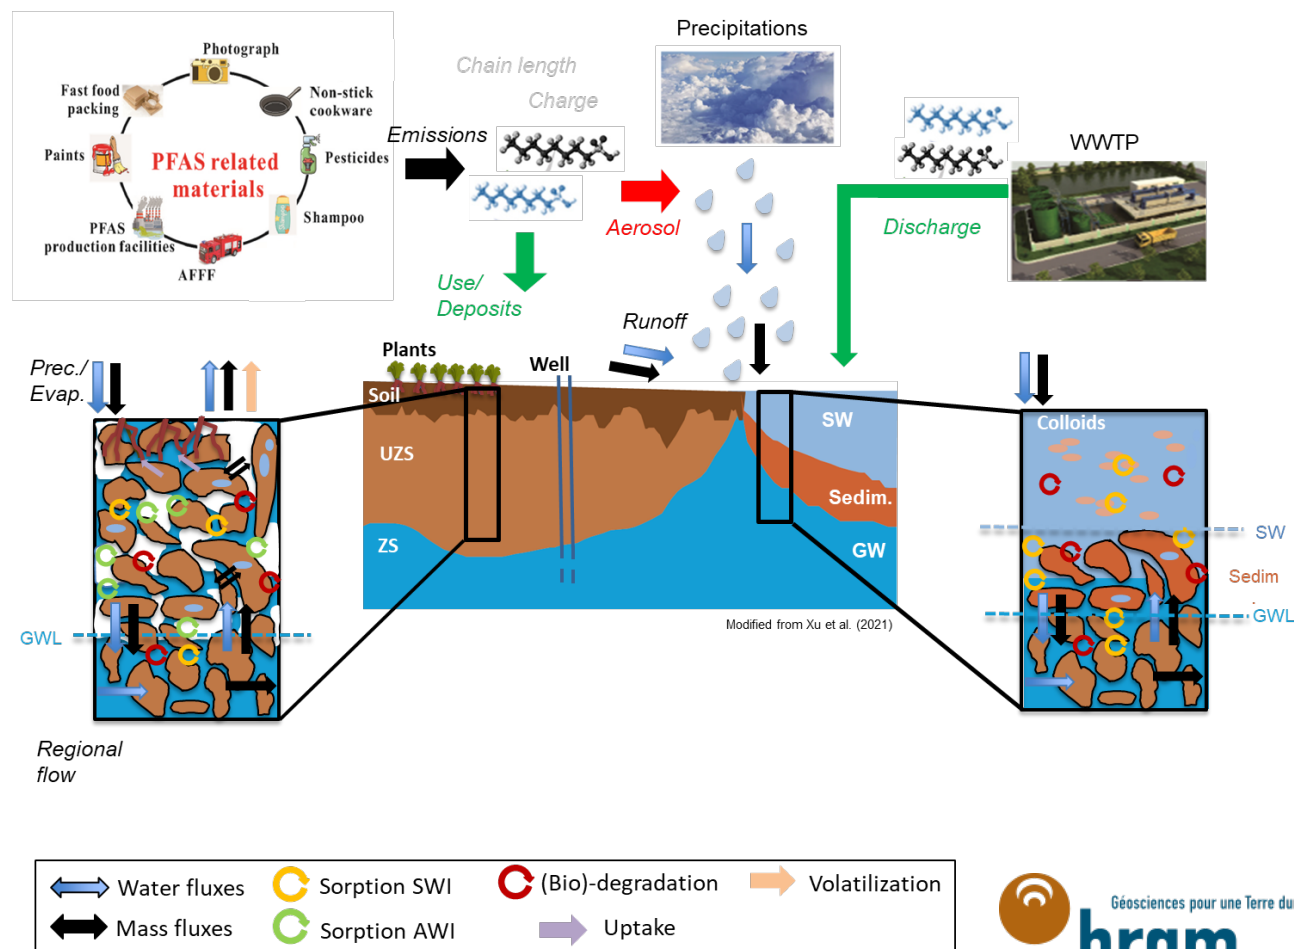 Precipitations
Photograph
Chain length
Fast food
packing
Non-stick
cookware
Charge
Emissions
WWTP
Paints
PFAS related
materials
Pesticides
Shampoo
PFAS
production facilities
AFFF
Aerosol
Discharge
Use/
Deposits
Runoff
Plants
Well
Prec./
Evap.
Soil
SW
Colloids
UZS
Sedim.
SW
ZS
GW
Sedim
.
GWL
GWL
Modified from Xu et al. (2021)
Regional
flow
Water fluxes
Sorption SWI
(Bio)-degradation
Volatilization
Mass fluxes
Sorption AWI
Uptake
Géosciences pour une Terre du
brgm